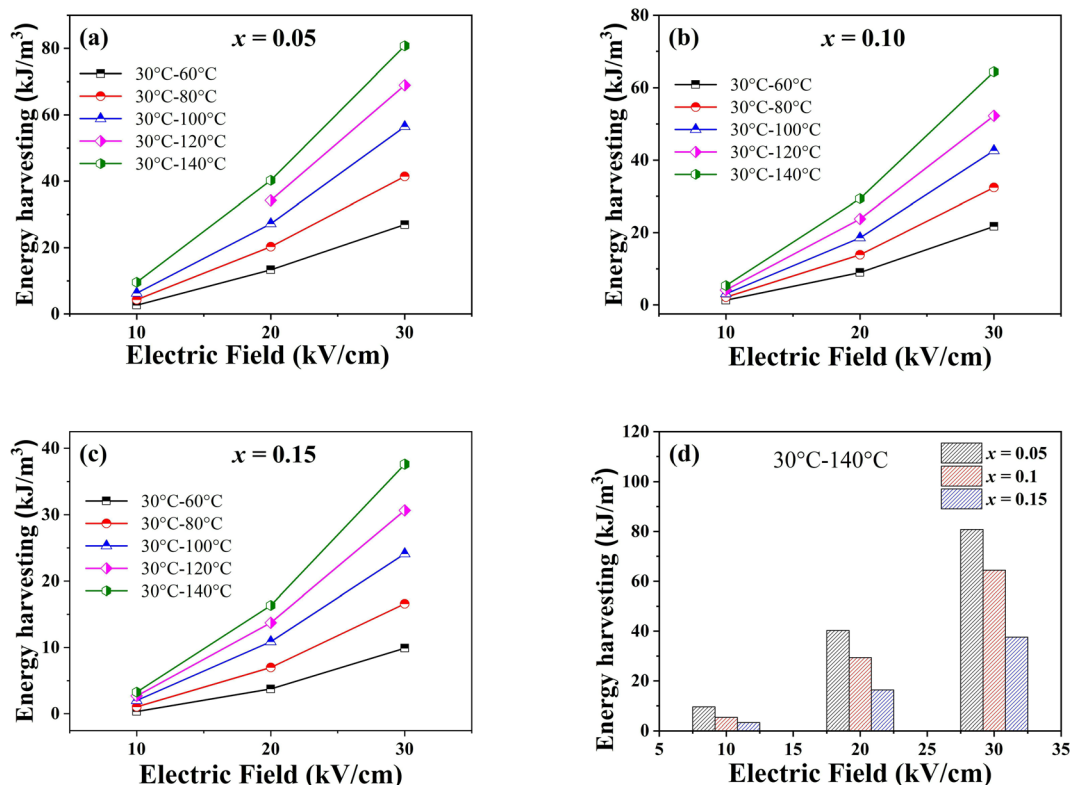 (a)
x = 0.05
30°C-60°C
30°C-80°C
30°C-100°C
30°C-120°C
30°C-140°C
Energy harvesting (kJ/m³)
80
60
40
20
0
10
20
30
Electric Field (kV/cm)
(b)
x = 0.10
30°C-60°C
30°C-80°C
30°C-100°C
30°C-120°C
30°C-140°C
Energy harvesting (kJ/m³)
80
60
40
20
0
10
20
30
Electric Field (kV/cm)
(c)
x = 0.15
30°C-60°C
30°C-80°C
30°C-100°C
30°C-120°C
30°C-140°C
Energy harvesting (kJ/m³)
40
30
20
10
0
10
20
30
Electric Field (kV/cm)
(d)
30°C-140°C
x = 0.05
x = 0.1
x = 0.15
Energy harvesting (kJ/m³)
120
100
80
60
40
20
0
5
10
15
20
25
30
35
Electric Field (kV/cm)